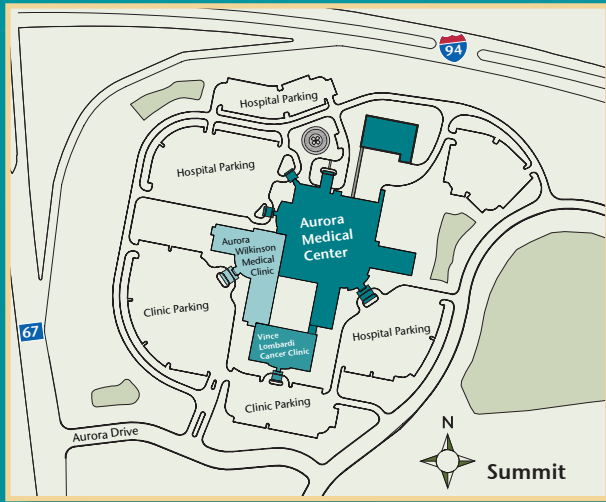 94
Hospital Parking
Hospital Parking
Aurora
Medical
Center
Aurora
Wilkinson
Medical
Clinic
Clinic Parking
67
Hospital Parking
Vince
Lombardi
Cancer Clinic
Clinic Parking
Aurora Drive
N
Summit